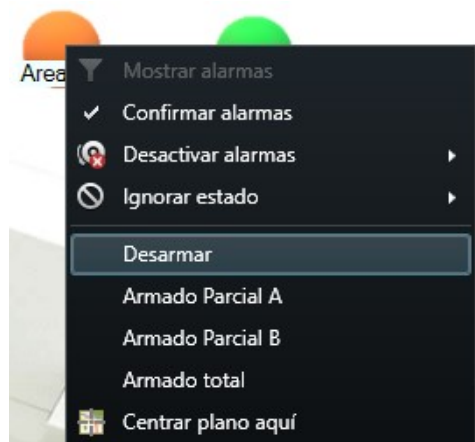 Area
Mostrar alarmas
Confirmar alarmas
Desactivar alarmas
Ignorar estado
Desarmar
Armado Parcial A
Armado Parcial B
Armado total
Centrar plano aquí